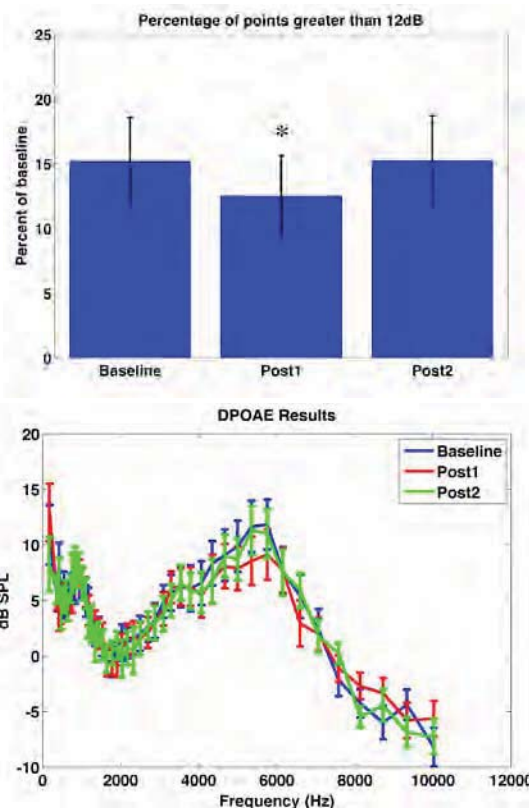 Percentage of points greater than 12dB
25
20
15
10
5
0
Percent of baseline
*
Baseline Post1 Post2
DPOAE Results
20
15
10
5
0
-5
-10
dB SPL
Baseline
Post1
Post2
0 2000 4000 6000 8000 10000 12000
Frequency (Hz)